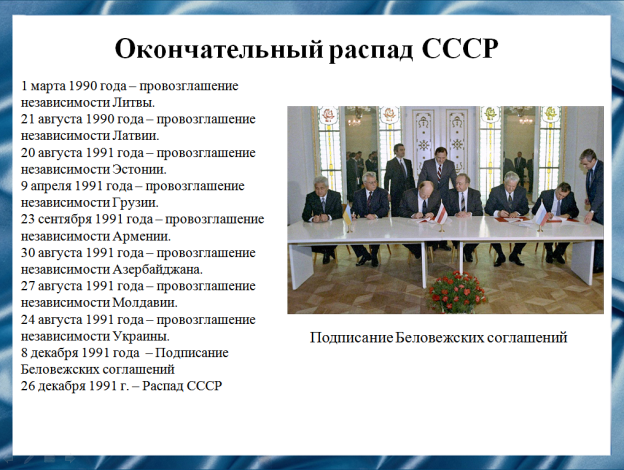 Окончательный распад СССР
1 марта 1990 года – провозглашение
независимости Литвы.
21 августа 1990 года – провозглашение
независимости Латвии.
20 августа 1991 года – провозглашение
независимости Эстонии.
9 апреля 1991 года – провозглашение
независимости Грузии.
23 сентября 1991 года – провозглашение
независимости Армении.
30 августа 1991 года – провозглашение
независимости Азербайджана.
27 августа 1991 года – провозглашение
независимости Молдавии.
24 августа 1991 года – провозглашение
независимости Украины.
8 декабря 1991 года – Подписание
Беловежских соглашений
26 декабря 1991 г. – Распад СССР
Подписание Беловежских соглашений